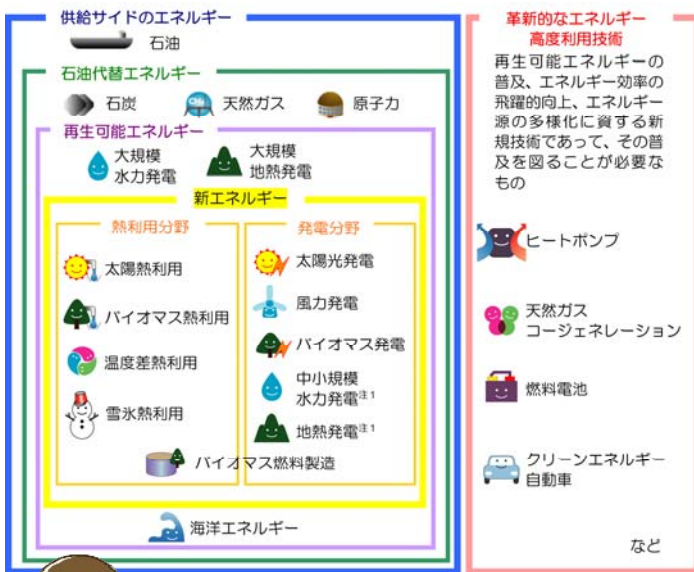 供給サイドのエネルギー
石油
石油代替エネルギー
石炭
天然ガス
原子力
再生可能エネルギー
大規模
水力発電
大規模
地熱発電
新エネルギー
熱利用分野
太陽熱利用
バイオマス熱利用
温度差熱利用
雪氷熱利用
発電分野
太陽光発電
風力発電
バイオマス発電
中小規模
水力発電注1
地熱発電注1
バイオマス燃料製造
海洋エネルギー
革新的なエネルギー
高度利用技術
再生可能エネルギーの
普及、エネルギー効率の
飛躍的向上、エネルギー
源の多様化に資する新
規技術であって、その普
及を図ることが必要な
もの
ヒートポンプ
天然ガス
コージェネレーション
燃料電池
クリーンエネルギー
自動車
など